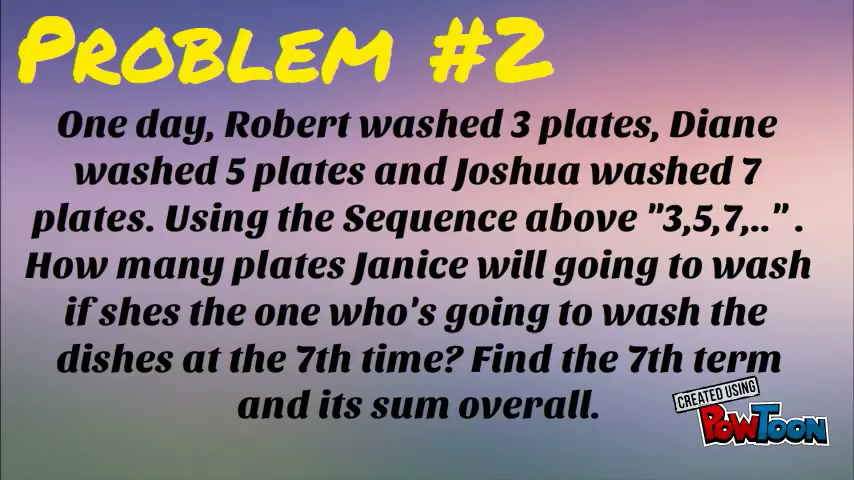 PROBLEM #2
One day, Robert washed 3 plates, Diane
washed 5 plates and Joshua washed 7
plates. Using the Sequence above "3,5,7,..".
How many plates Janice will going to wash
if shes the one who's going to wash the
dishes at the 7th time? Find the 7th term
and its sum overall.
CREATED USING
POWTOON